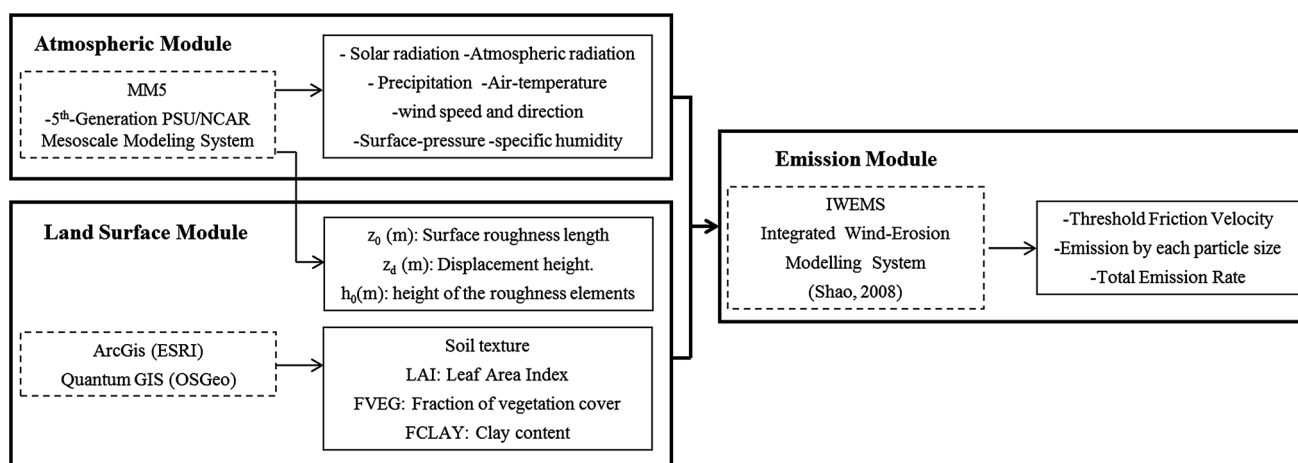 Atmospheric Module
MM5
-5th-Generation PSU/NCAR
Mesoscale Modeling System
- Solar radiation -Atmospheric radiation
- Precipitation -Air-temperature
-wind speed and direction
-Surface-pressure -specific humidity
Land Surface Module
z0 (m): Surface roughness length
zd (m): Displacement height.
h0(m): height of the roughness elements
ArcGis (ESRI)
Quantum GIS (OSGeo)
Soil texture
LAI: Leaf Area Index
FVEG: Fraction of vegetation cover
FCLAY: Clay content
Emission Module
IWEMS
Integrated Wind-Erosion
Modelling System
(Shao, 2008)
-Threshold Friction Velocity
-Emission by each particle size
-Total Emission Rate